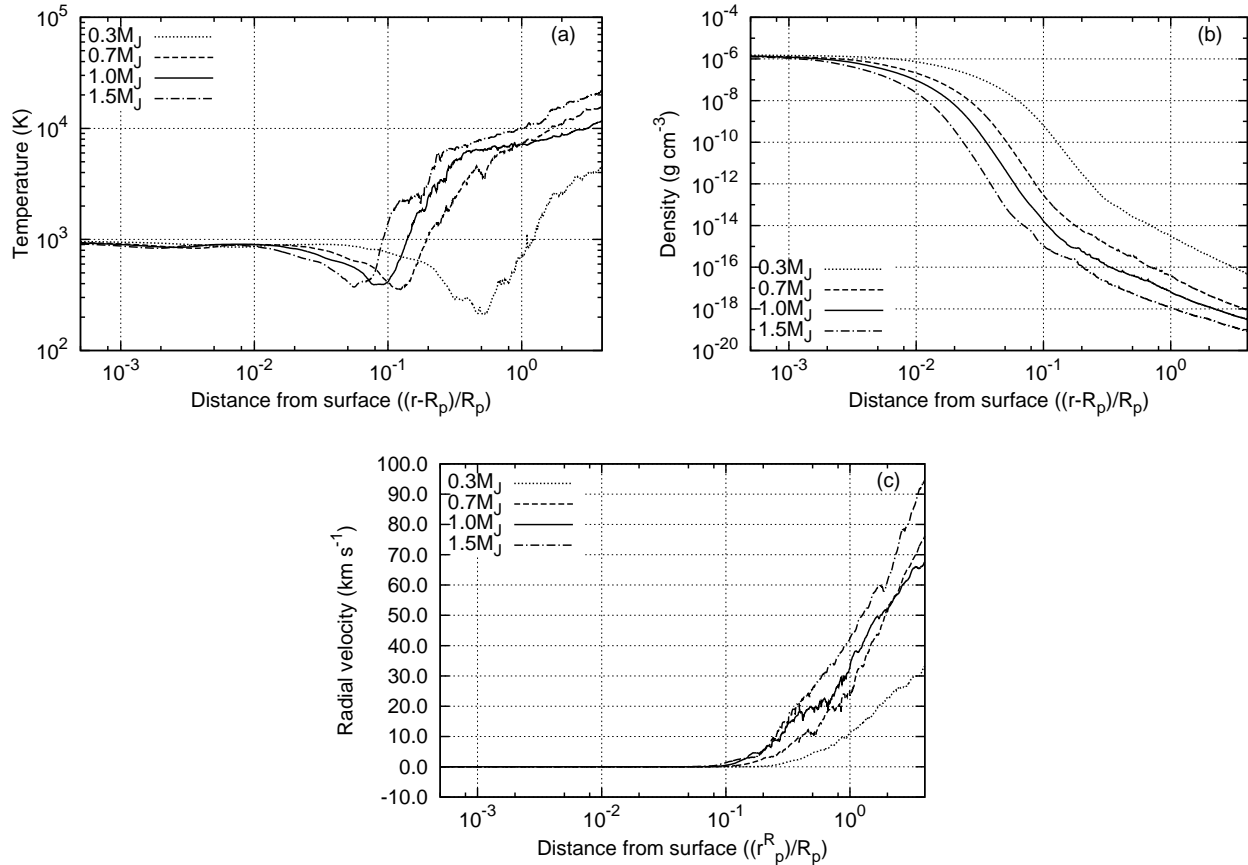 (a)
0.3M_J
0.7M_J
1.0M_J
1.5M_J
10^5
10^4
10^3
10^2
Temperature (K)
10^-3 10^-2 10^-1 10^0
Distance from surface ((r-R_p)/R_p)
(b)
10^-4
10^-6
10^-8
10^-10
10^-12
10^-14
10^-16
10^-18
10^-20
Density (g cm^-3)
0.3M_J
0.7M_J
1.0M_J
1.5M_J
10^-3 10^-2 10^-1 10^0
Distance from surface ((r-R_p)/R_p)
(c)
0.3M_J
0.7M_J
1.0M_J
1.5M_J
100.0
90.0
80.0
70.0
60.0
50.0
40.0
30.0
20.0
10.0
0.0
-10.0
Radial velocity (km s^-1)
10^-3 10^-2 10^-1 10^0
Distance from surface ((r^R_p)/R_p)